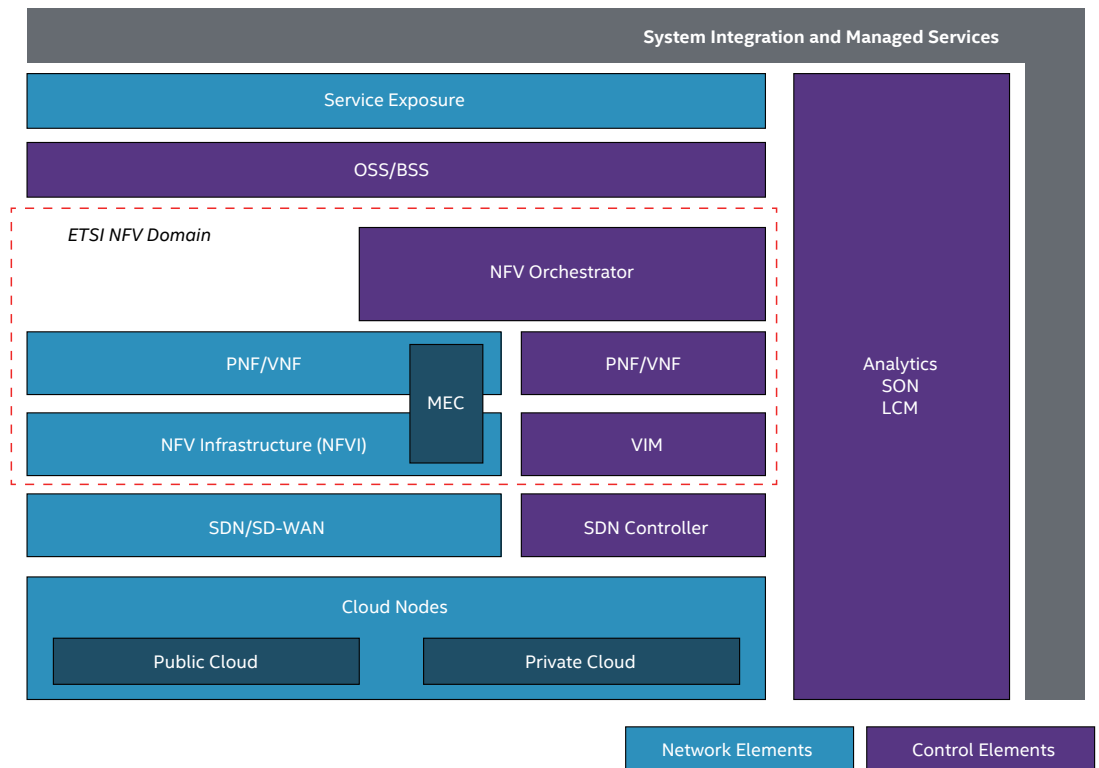 System Integration and Managed Services
Service Exposure
OSS/BSS
ETSI NFV Domain
NFV Orchestrator
PNF/VNF
PNF/VNF
MEC
NFV Infrastructure (NFVI)
VIM
SDN/SD-WAN
SDN Controller
Cloud Nodes
Public Cloud
Private Cloud
Analytics
SON
LCM
Network Elements
Control Elements